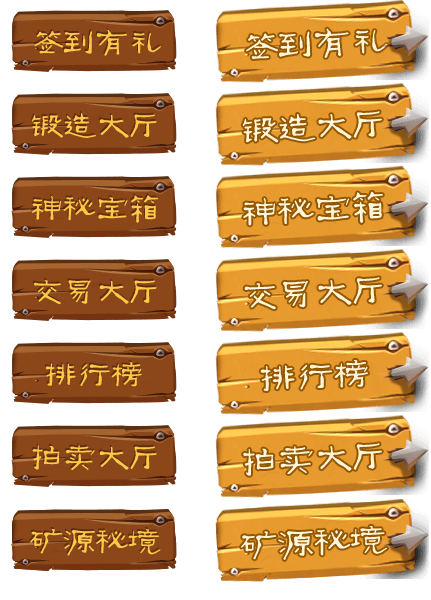 签到有礼 签到有礼
锻造大厅 锻造大厅
神秘宝箱 神秘宝箱
交易大厅 交易大厅
排行榜 排行榜
拍卖大厅 拍卖大厅
矿源秘境 矿源秘境